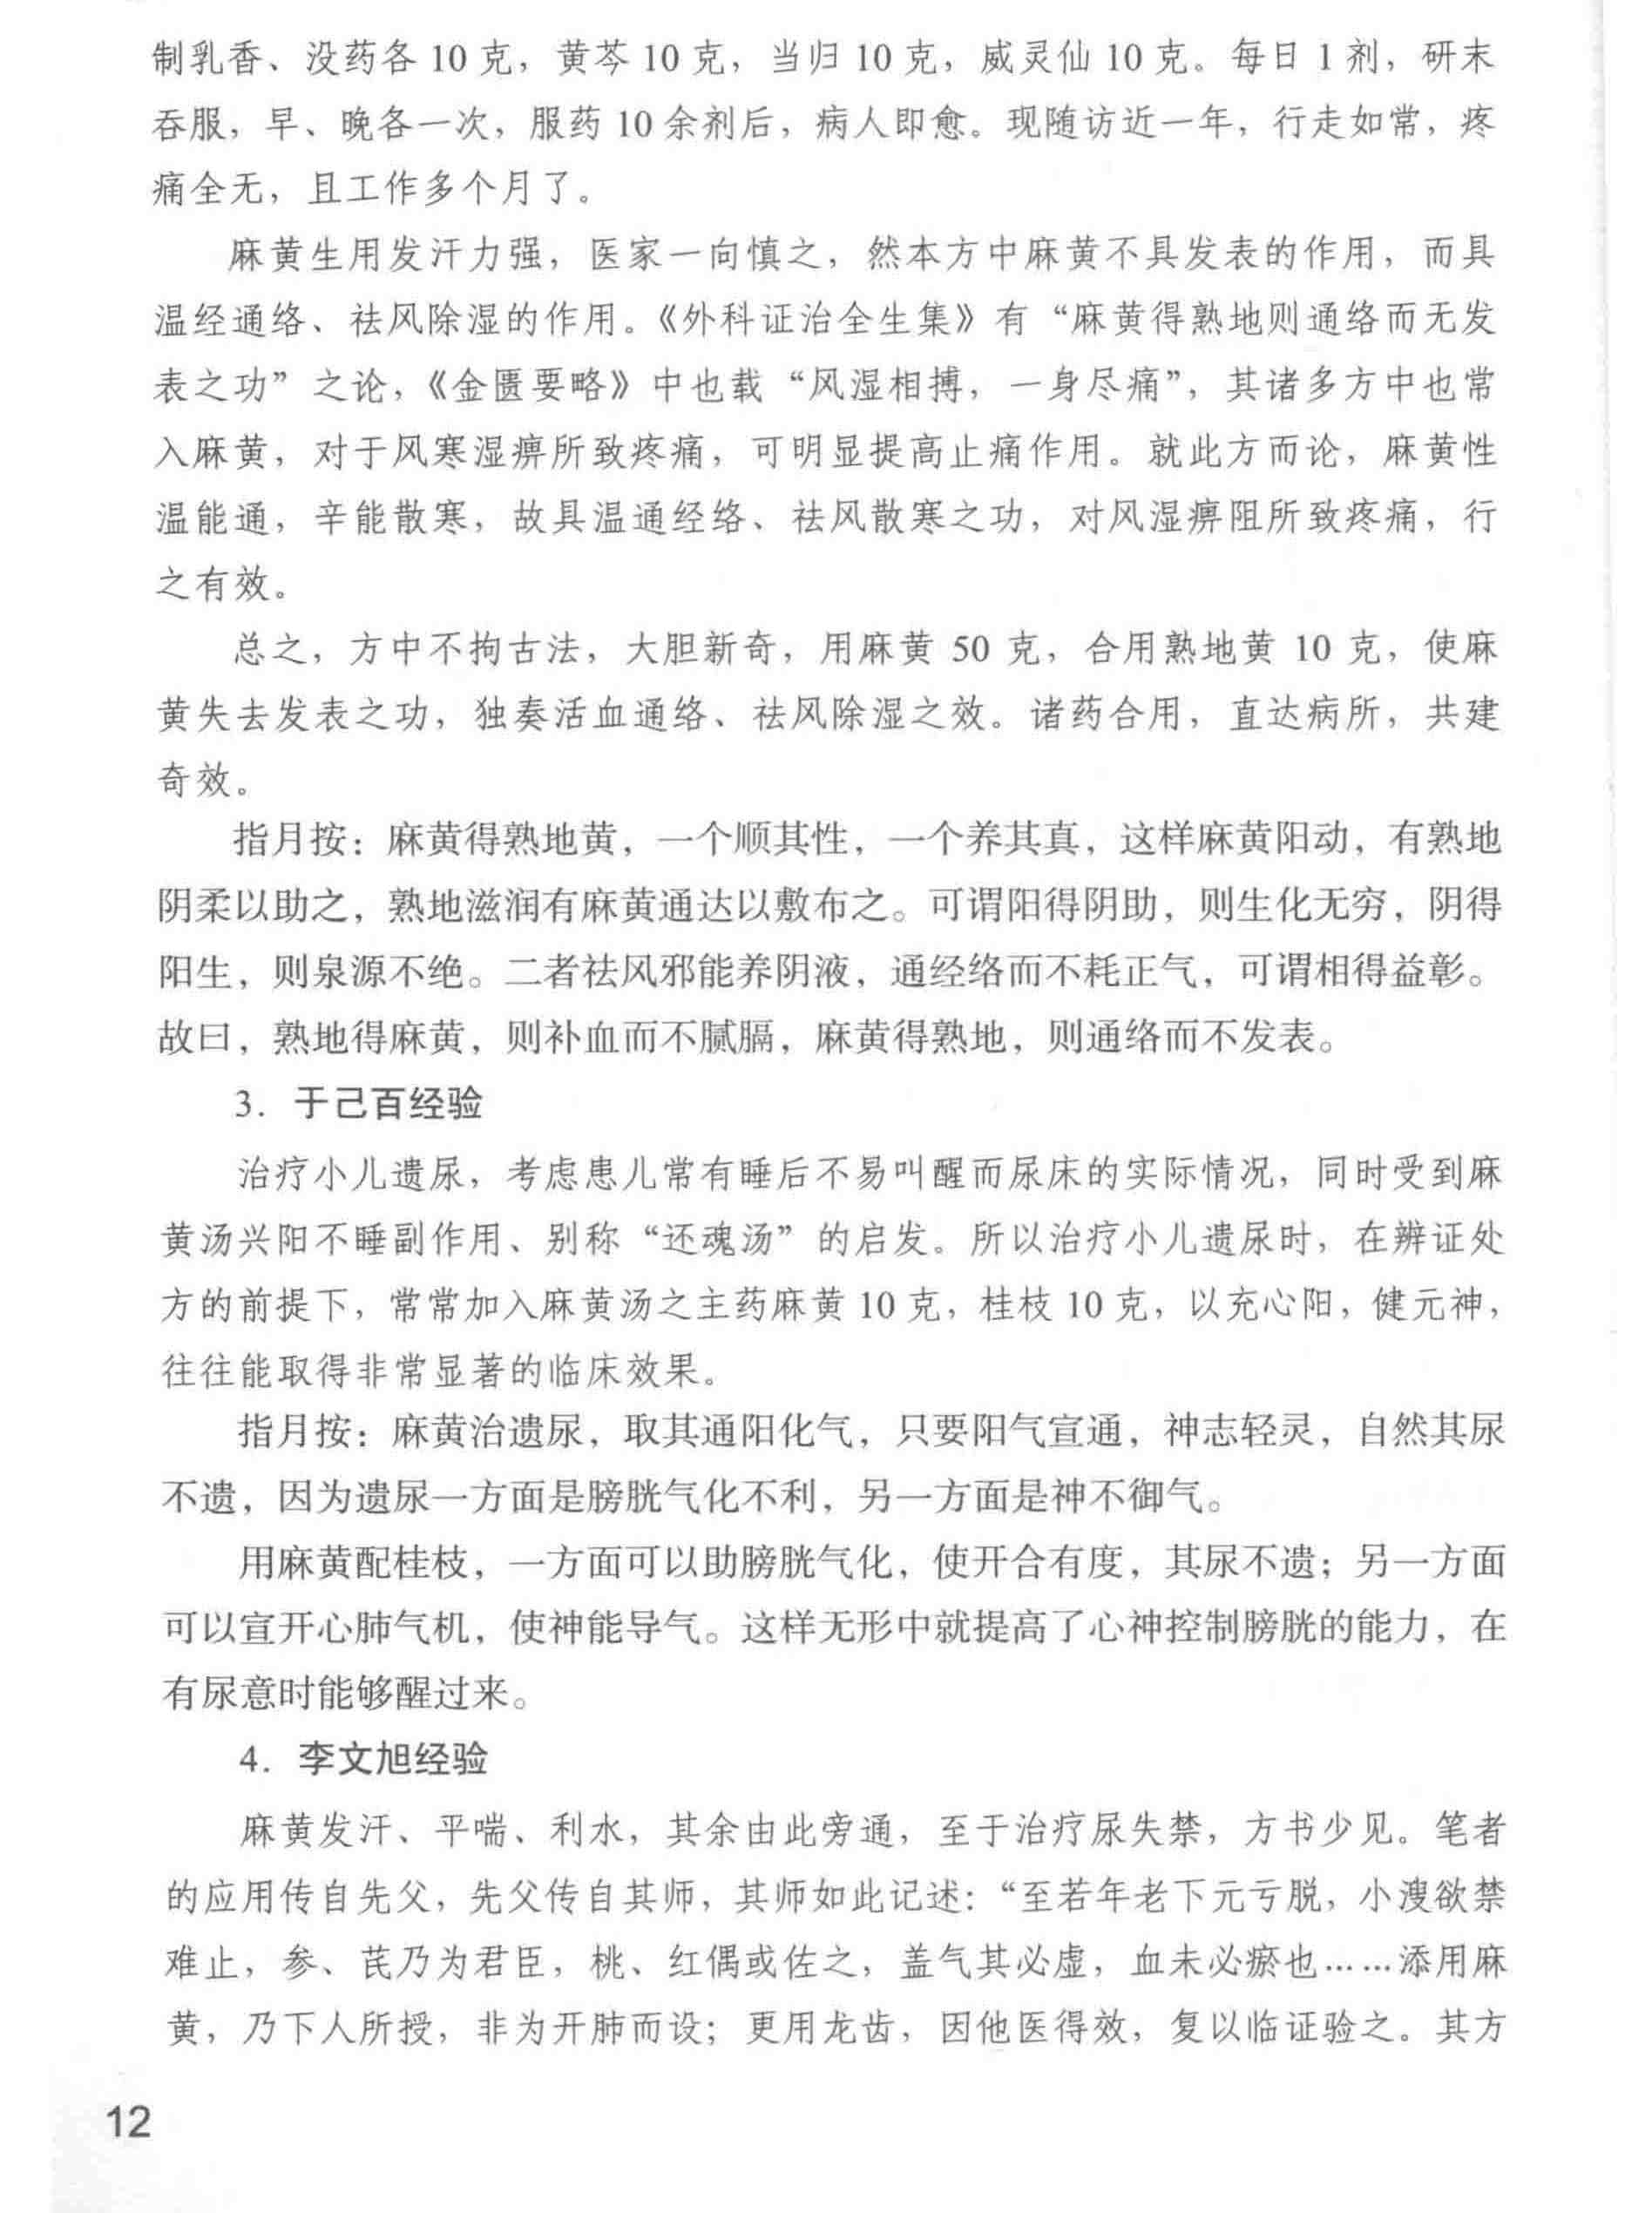 制乳香、没药各 10 克，黄芩 10 克，当归 10 克，威灵仙 10 克。每日 1 剂，研末
吞服，早、晚各一次，服药 10 余剂后，病人即愈。现随访近一年，行走如常，疼
痛全无，且工作多个月了。
麻黄生用发汗力强，医家一向慎之，然本方中麻黄不具发表的作用，而具
温经通络、祛风除湿的作用。《外科证治全生集》有“麻黄得熟地则通络而无发
表之功”之论，《金匮要略》中也载“风湿相搏，一身尽痛”，其诸多方中也常
入麻黄，对于风寒湿痹所致疼痛，可明显提高止痛作用。就此方而论，麻黄性
温能通，辛能散寒，故具温通经络、祛风散寒之功，对风湿痹阻所致疼痛，行
之有效。
总之，方中不拘古法，大胆新奇，用麻黄 50 克，合用熟地黄 10 克，使麻
黄失去发表之功，独奏活血通络、祛风除湿之效。诸药合用，直达病所，共建
奇效。
指月按：麻黄得熟地黄，一个顺其性，一个养其真，这样麻黄阳动，有熟地
阴柔以助之，熟地滋润有麻黄通达以敷布之。可谓阳得阴助，则生化无穷，阴得
阳生，则泉源不绝。二者祛风邪能养阴液，通经络而不耗正气，可谓相得益彰。
故曰，熟地得麻黄，则补血而不腻膈，麻黄得熟地，则通络而不发表。
3．于己百经验
治疗小儿遗尿，考虑患儿常有睡后不易叫醒而尿床的实际情况，同时受到麻
黄汤兴阳不睡副作用、别称“还魂汤”的启发。所以治疗小儿遗尿时，在辨证处
方的前提下，常常加入麻黄汤之主药麻黄 10 克，桂枝 10 克，以充心阳，健元神，
往往能取得非常显著的临床效果。
指月按：麻黄治遗尿，取其通阳化气，只要阳气宣通，神志轻灵，自然其尿
不遗，因为遗尿一方面是膀胱气化不利，另一方面是神不御气。
用麻黄配桂枝，一方面可以助膀胱气化，使开合有度，其尿不遗；另一方面
可以宣开心肺气机，使神能导气。这样无形中就提高了心神控制膀胱的能力，在
有尿意时能够醒过来。
4．李文旭经验
麻黄发汗、平喘、利水，其余由此旁通，至于治疗尿失禁，方书少见。笔者
的应用传自先父，先父传自其师，其师如此记述：“至若年老下元亏脱，小溲欲禁
难止，参、芪乃为君臣，桃、红偶或佐之，盖气其必虚，血未必瘀也……添用麻
黄，乃下人所授，非为开肺而设；更用龙齿，因他医得效，复以临证验之。其方
12